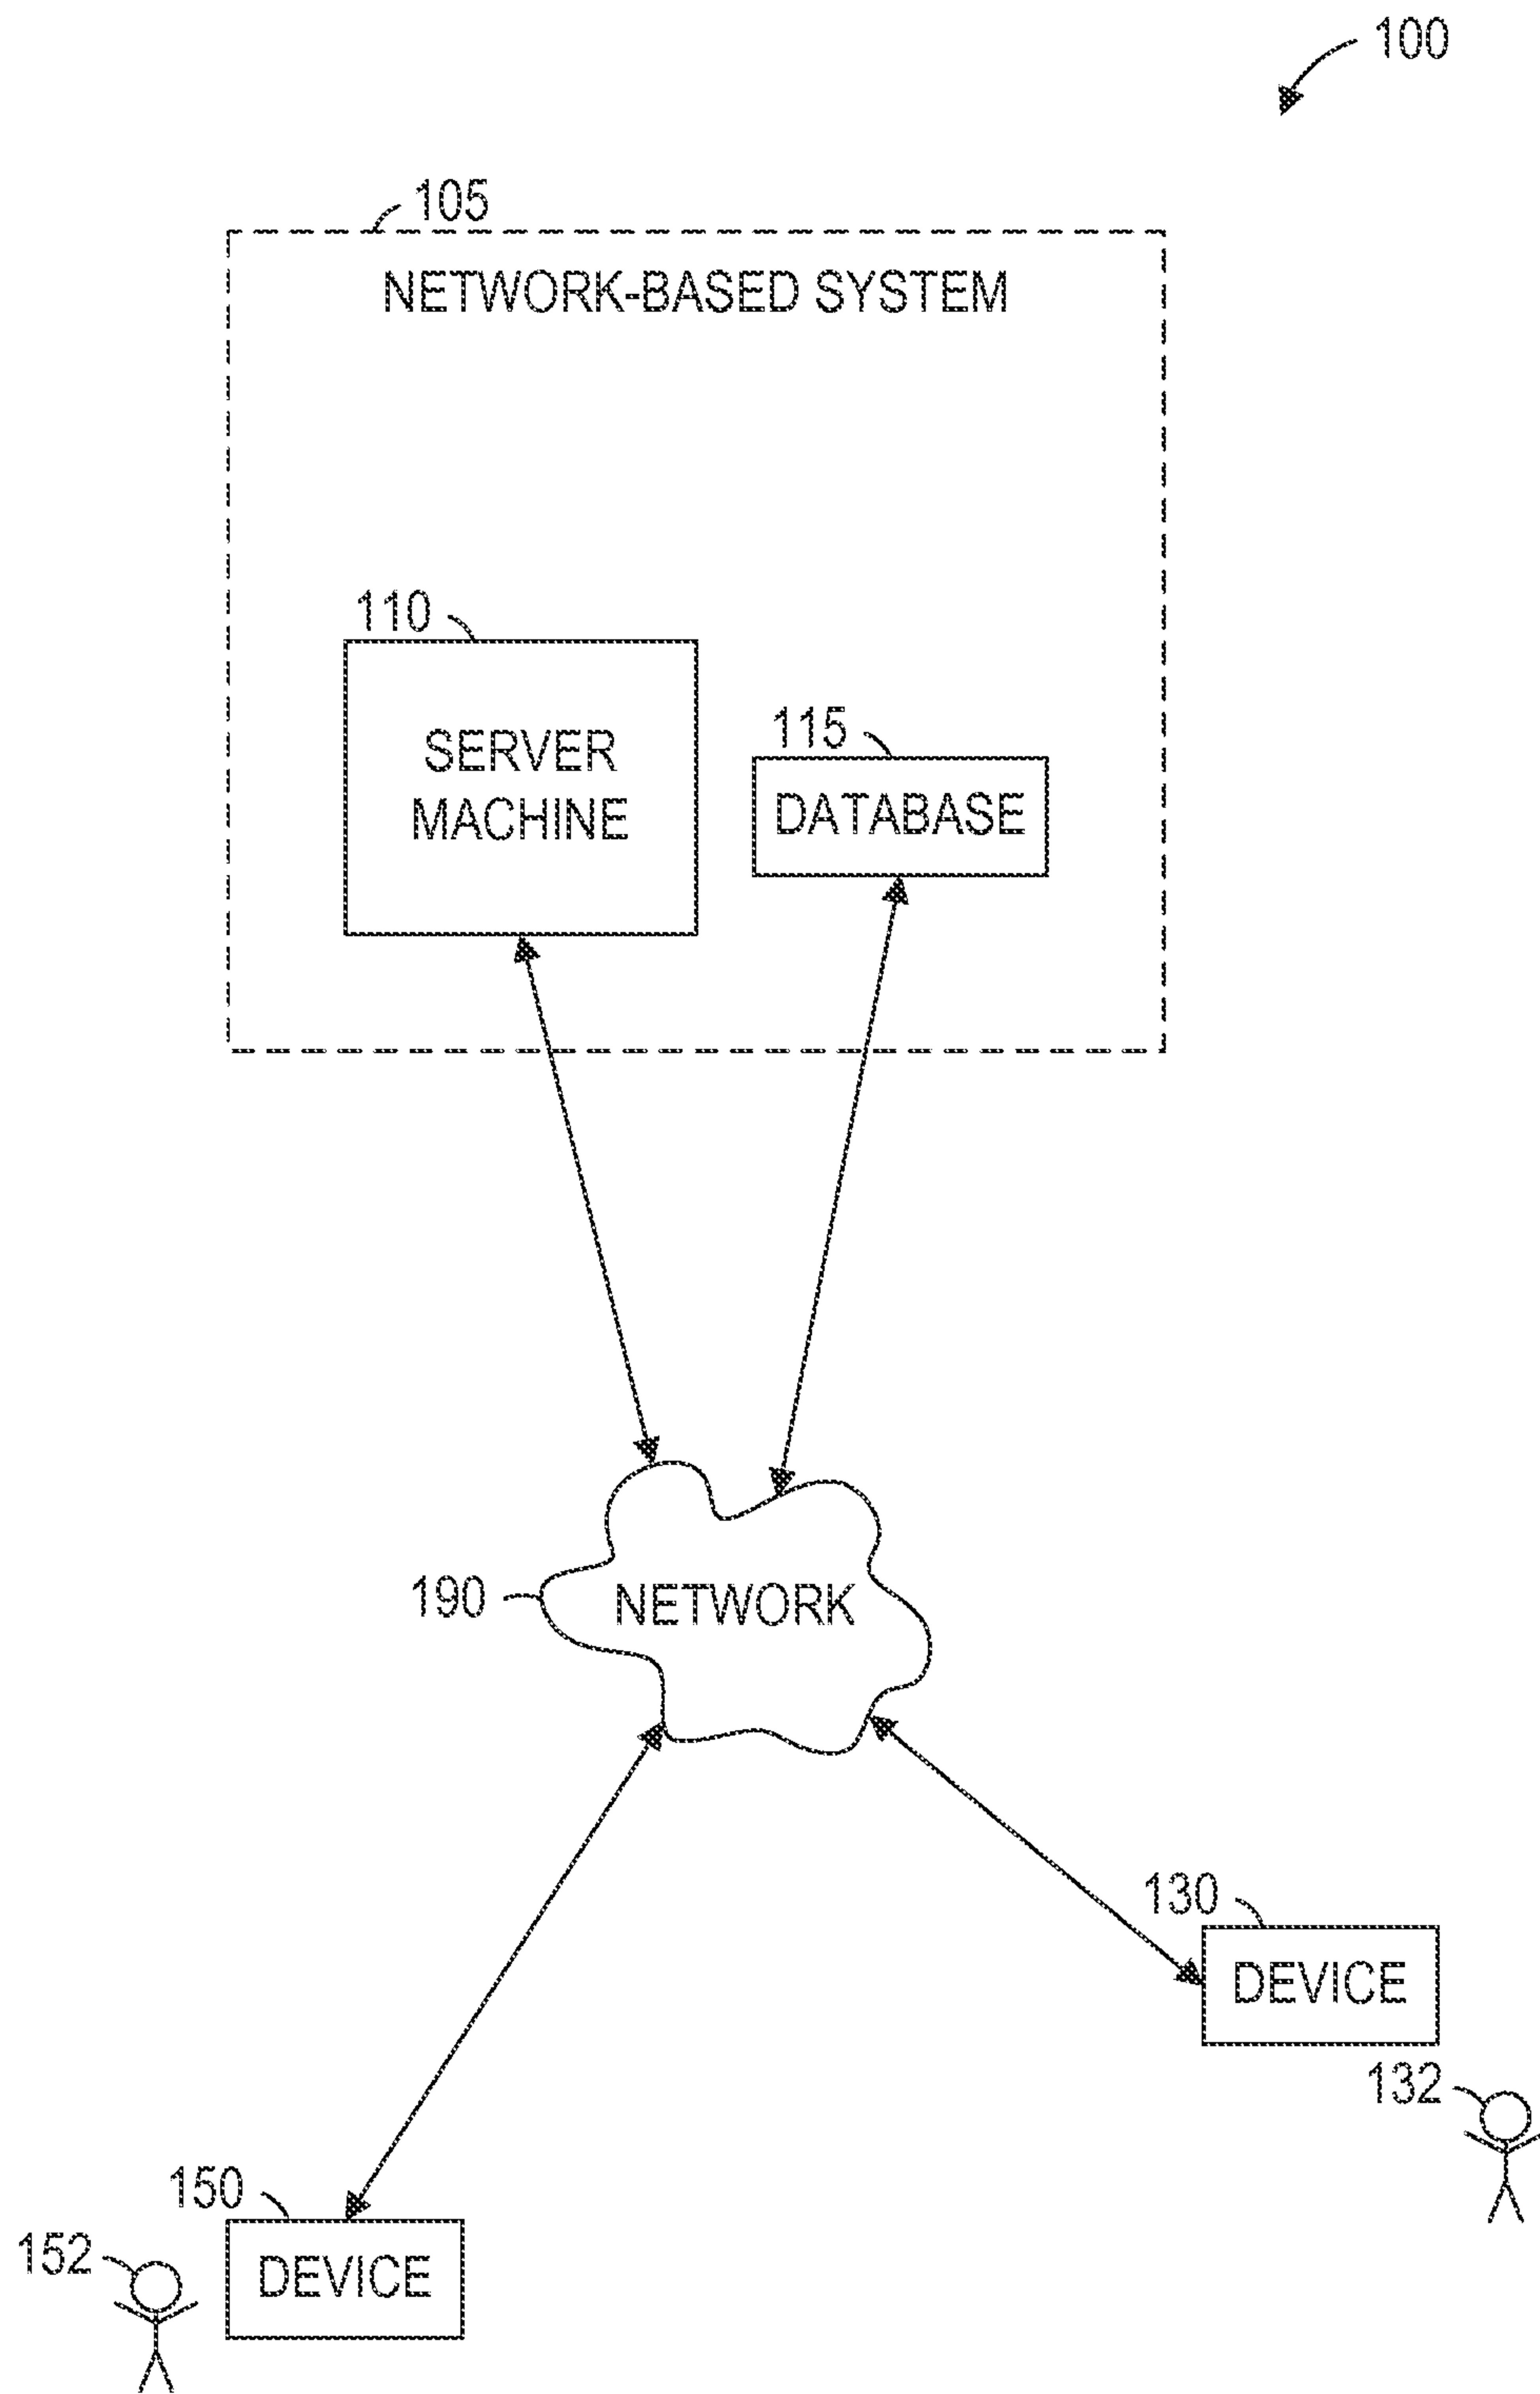 100
105
NETWORK-BASED SYSTEM
110
SERVER
MACHINE
115
DATABASE
190
NETWORK
130
DEVICE
132
150
DEVICE
152